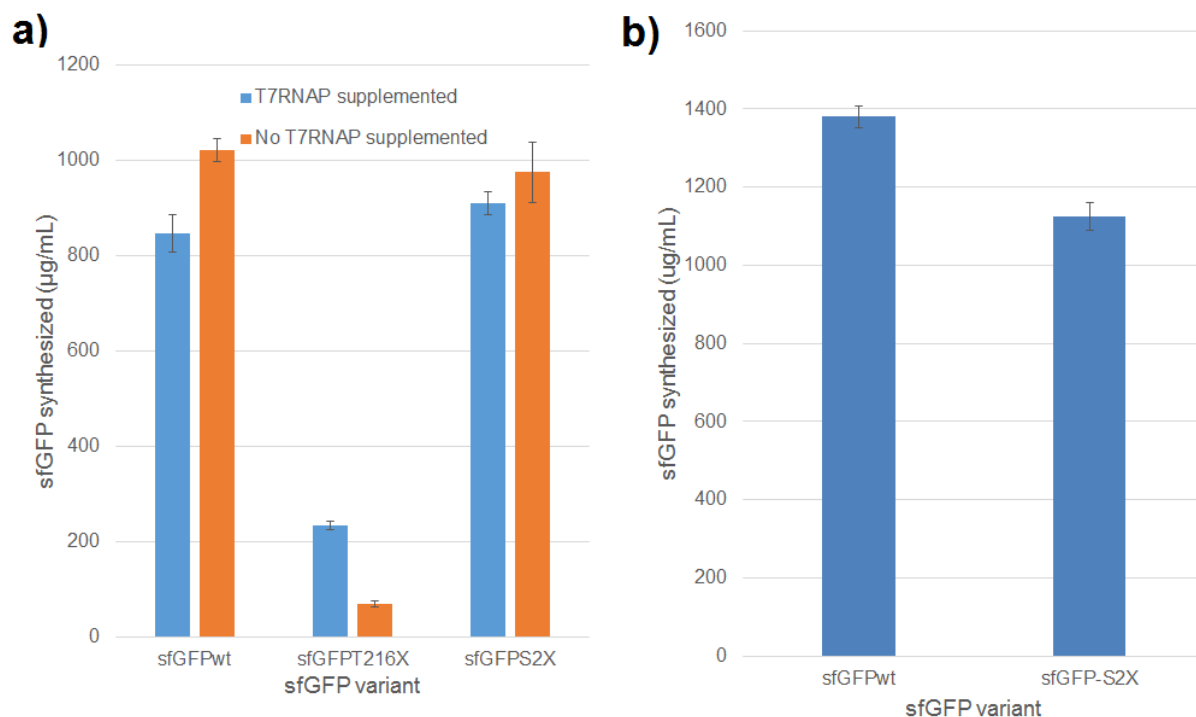 a)
sfGFP synthesized (µg/mL)
1200
1000
800
600
400
200
0
T7RNAP supplemented
No T7RNAP supplemented
sfGFPwt
sfGFPT216X
sfGFPS2X
sfGFP variant
b)
sfGFP synthesized (ug/mL)
1600
1400
1200
1000
800
600
400
200
0
sfGFPwt
sfGFP-S2X
sfGFP variant